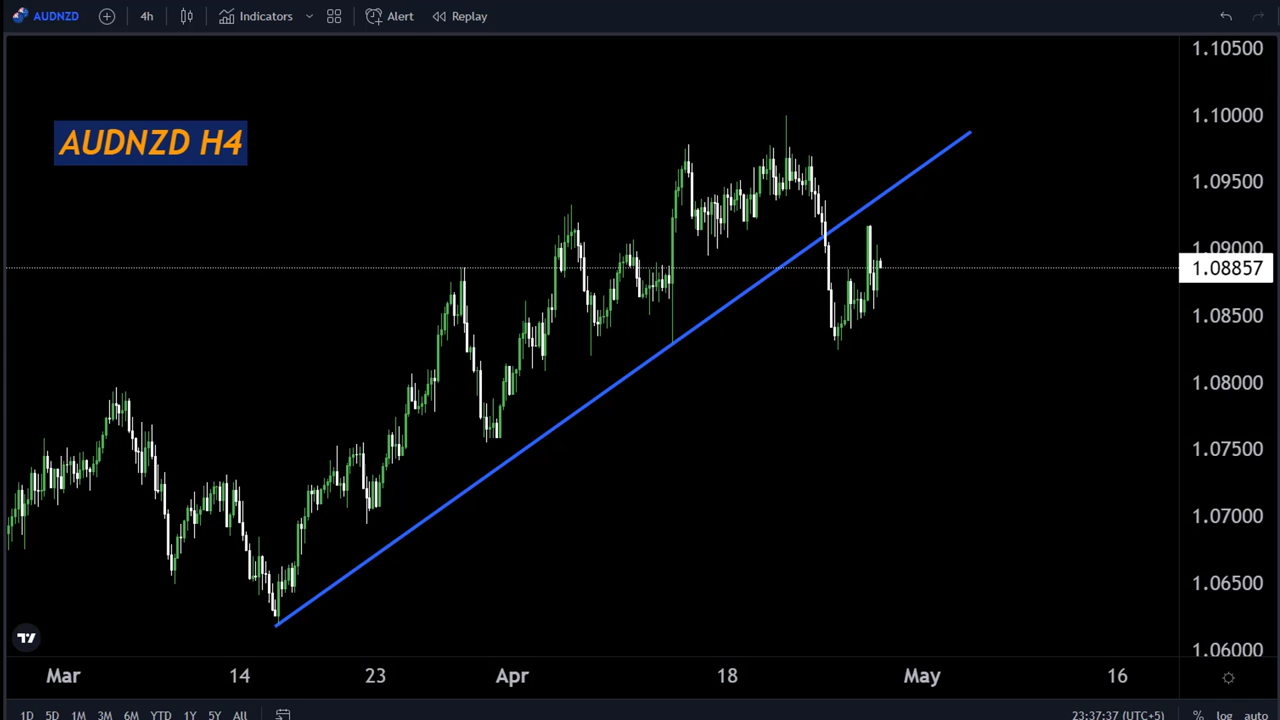 AUDNZD 4h Indicators Alert Replay
1.10500
AUDNZD H4
1.10000
1.09500
1.09000
1.08857
1.08500
1.08000
1.07500
1.07000
1.06500
1.06000
Mar 14 23 Apr 18 May 16
1D 5D 1M 3M 6M YTD 1Y 5Y All 23:37:37 (UTC+5) % log auto